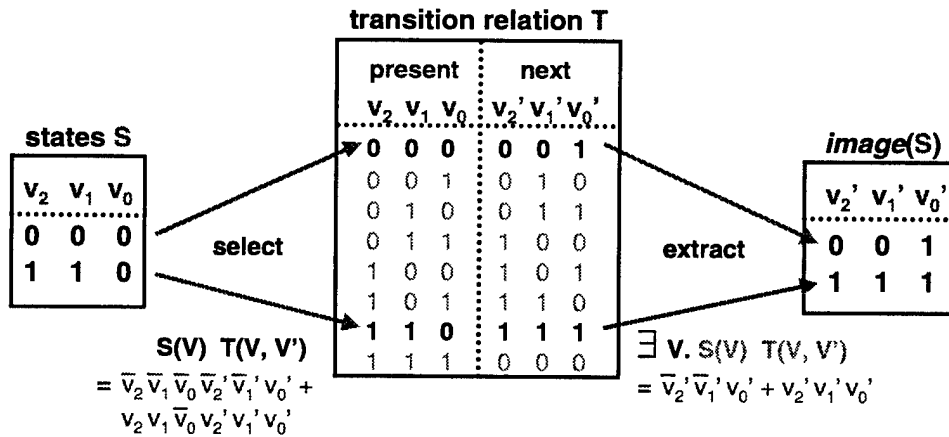 transition relation T
present next
v₂ v₁ v₀ v₂' v₁' v₀'
states S
image(S)
v₂ v₁ v₀
v₂' v₁' v₀'
0 0 0 0 0 1
0 0 1 0 1 0
0 1 0 0 1 1
0 1 1 1 0 0
1 0 0 1 0 1
1 0 1 1 1 0
1 1 0 1 1 1
1 1 1 0 0 0
0 0 0
1 1 0
select
extract
0 0 1
1 1 1
S(V) T(V, V')
= v̅₂ v̅₁ v̅₀ v̅₂' v̅₁' v₀' +
v₂ v₁ v̅₀ v₂' v₁' v₀'
∃ V. S(V) T(V, V')
= v̅₂' v̅₁' v₀' + v₂' v₁' v₀'